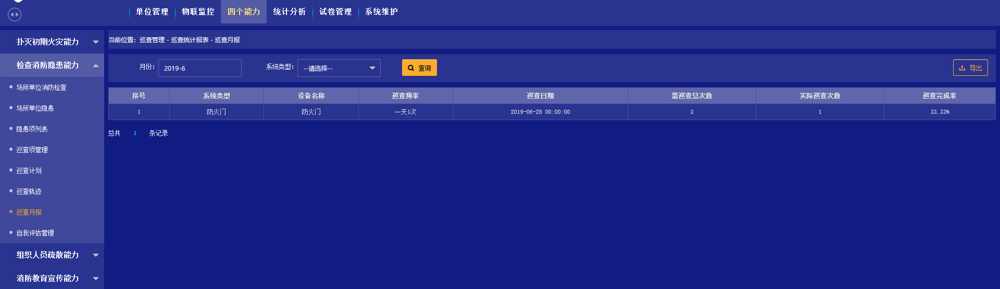 单位管理 物联监控 四个能力 统计分析 试卷管理 系统维护
扑灭初期火灾能力
检查消防隐患能力
场所单位消防检查
场所单位隐患
隐患项列表
巡查项管理
巡查计划
巡查轨迹
巡查月报
自我评估管理
组织人员疏散能力
消防教育宣传能力
当前位置：巡查管理 - 巡查统计报表 - 巡查月报
月份： 2019-6 系统类型： --请选择-- 查询 导出
序号 系统类型 设备名称 巡查频率 巡查日期 需巡查总次数 实际巡查次数 巡查完成率
1 防火门 防火门 一天1次 2019-06-28 00:00:00 3 1 33.33%
总共 1 条记录